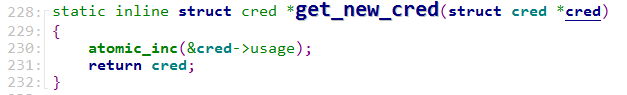 228: static inline struct cred *get_new_cred(struct cred *cred)
229: {
230:     atomic_inc(&cred->usage);
231:     return cred;
232: }